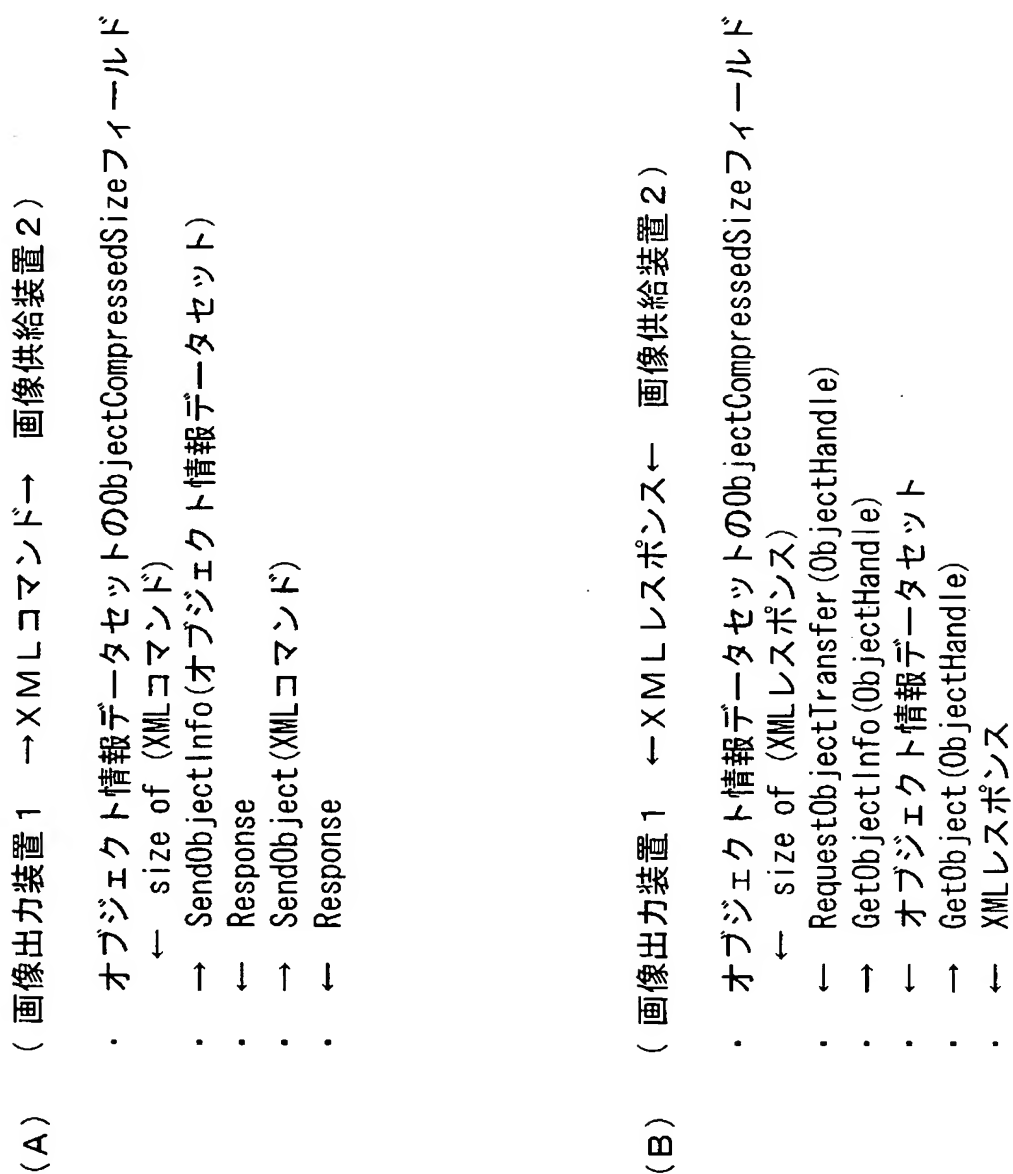 (A) (画像出力装置1 →XMLコマンド→ 画像供給装置2)
・ オブジェクト情報データセットのObjectCompressedSizeフィールド
← size of (XMLコマンド)
・ → SendObjectInfo(オブジェクト情報データセット)
・ ← Response
・ → SendObject(XMLコマンド)
・ ← Response
(B) (画像出力装置1 ←XMLレスポンス← 画像供給装置2)
・ オブジェクト情報データセットのObjectCompressedSizeフィールド
← size of (XMLレスポンス)
・ ← RequestObjectTransfer(ObjectHandle)
・ → GetObjectInfo(ObjectHandle)
・ ← オブジェクト情報データセット
・ → GetObject(ObjectHandle)
・ ← XMLレスポンス